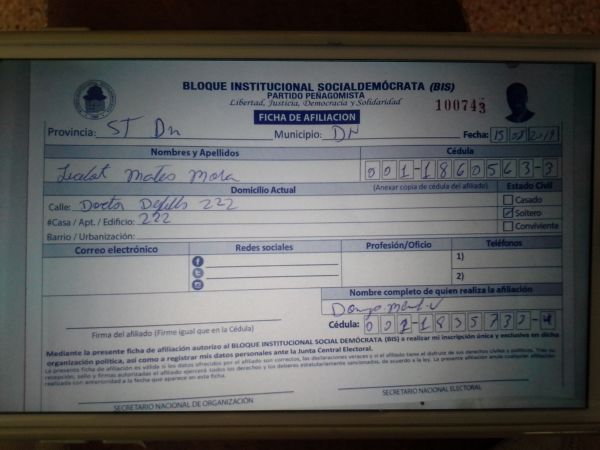 BLOQUE INSTITUCIONAL SOCIALDEMÓCRATA (BIS)
PARTIDO PEÑAGOMISTA
Libertad, Justicia, Democracia y Solidaridad
FICHA DE AFILIACION
100743
Provincia: ST Dn Municipio: DN Fecha:
Nombres y Apellidos Cédula
Mateo Mora 001-1860563-3
Domicilio Actual (Anexar copia de cédula del afiliado) Estado Civil
Calle: Doctor 222 Casado
#Casa / Apt. / Edificio: 222 Soltero
Barrio / Urbanización: Conviviente
Correo electrónico Redes sociales Profesión/Oficio Teléfonos
1)
2)
Nombre completo de quien realiza la afiliación
Firma del afiliado (Firme igual que en la Cédula) Cédula: 001-1835732-4
Mediante la presente ficha de afiliación autorizo al BLOQUE INSTITUCIONAL SOCIAL DEMÓCRATA (BIS) a realizar mi inscripción única y exclusiva en dicha
organización política, así como a registrar mis datos personales ante la Junta Central Electoral.
SECRETARIO NACIONAL DE ORGANIZACIÓN SECRETARIO NACIONAL ELECTORAL